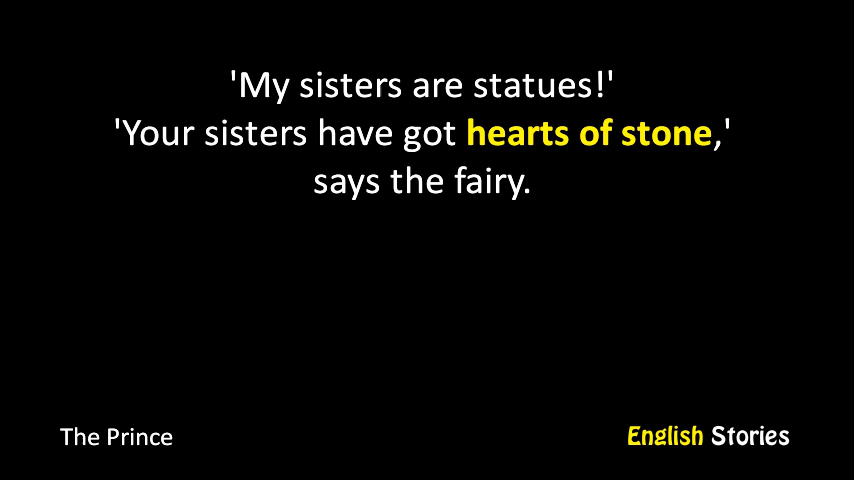 'My sisters are statues!'
'Your sisters have got hearts of stone,'
says the fairy.
The Prince
English Stories